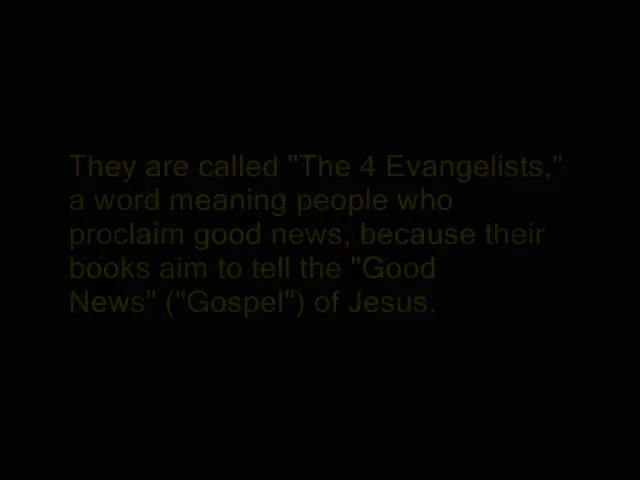 They are called "The 4 Evangelists,"
a word meaning people who
proclaim good news, because their
books aim to tell the "Good
News" ("Gospel") of Jesus.